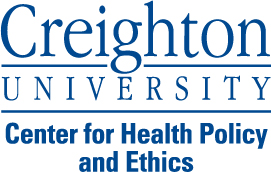 Creighton
UNIVERSITY
Center for Health Policy
and Ethics